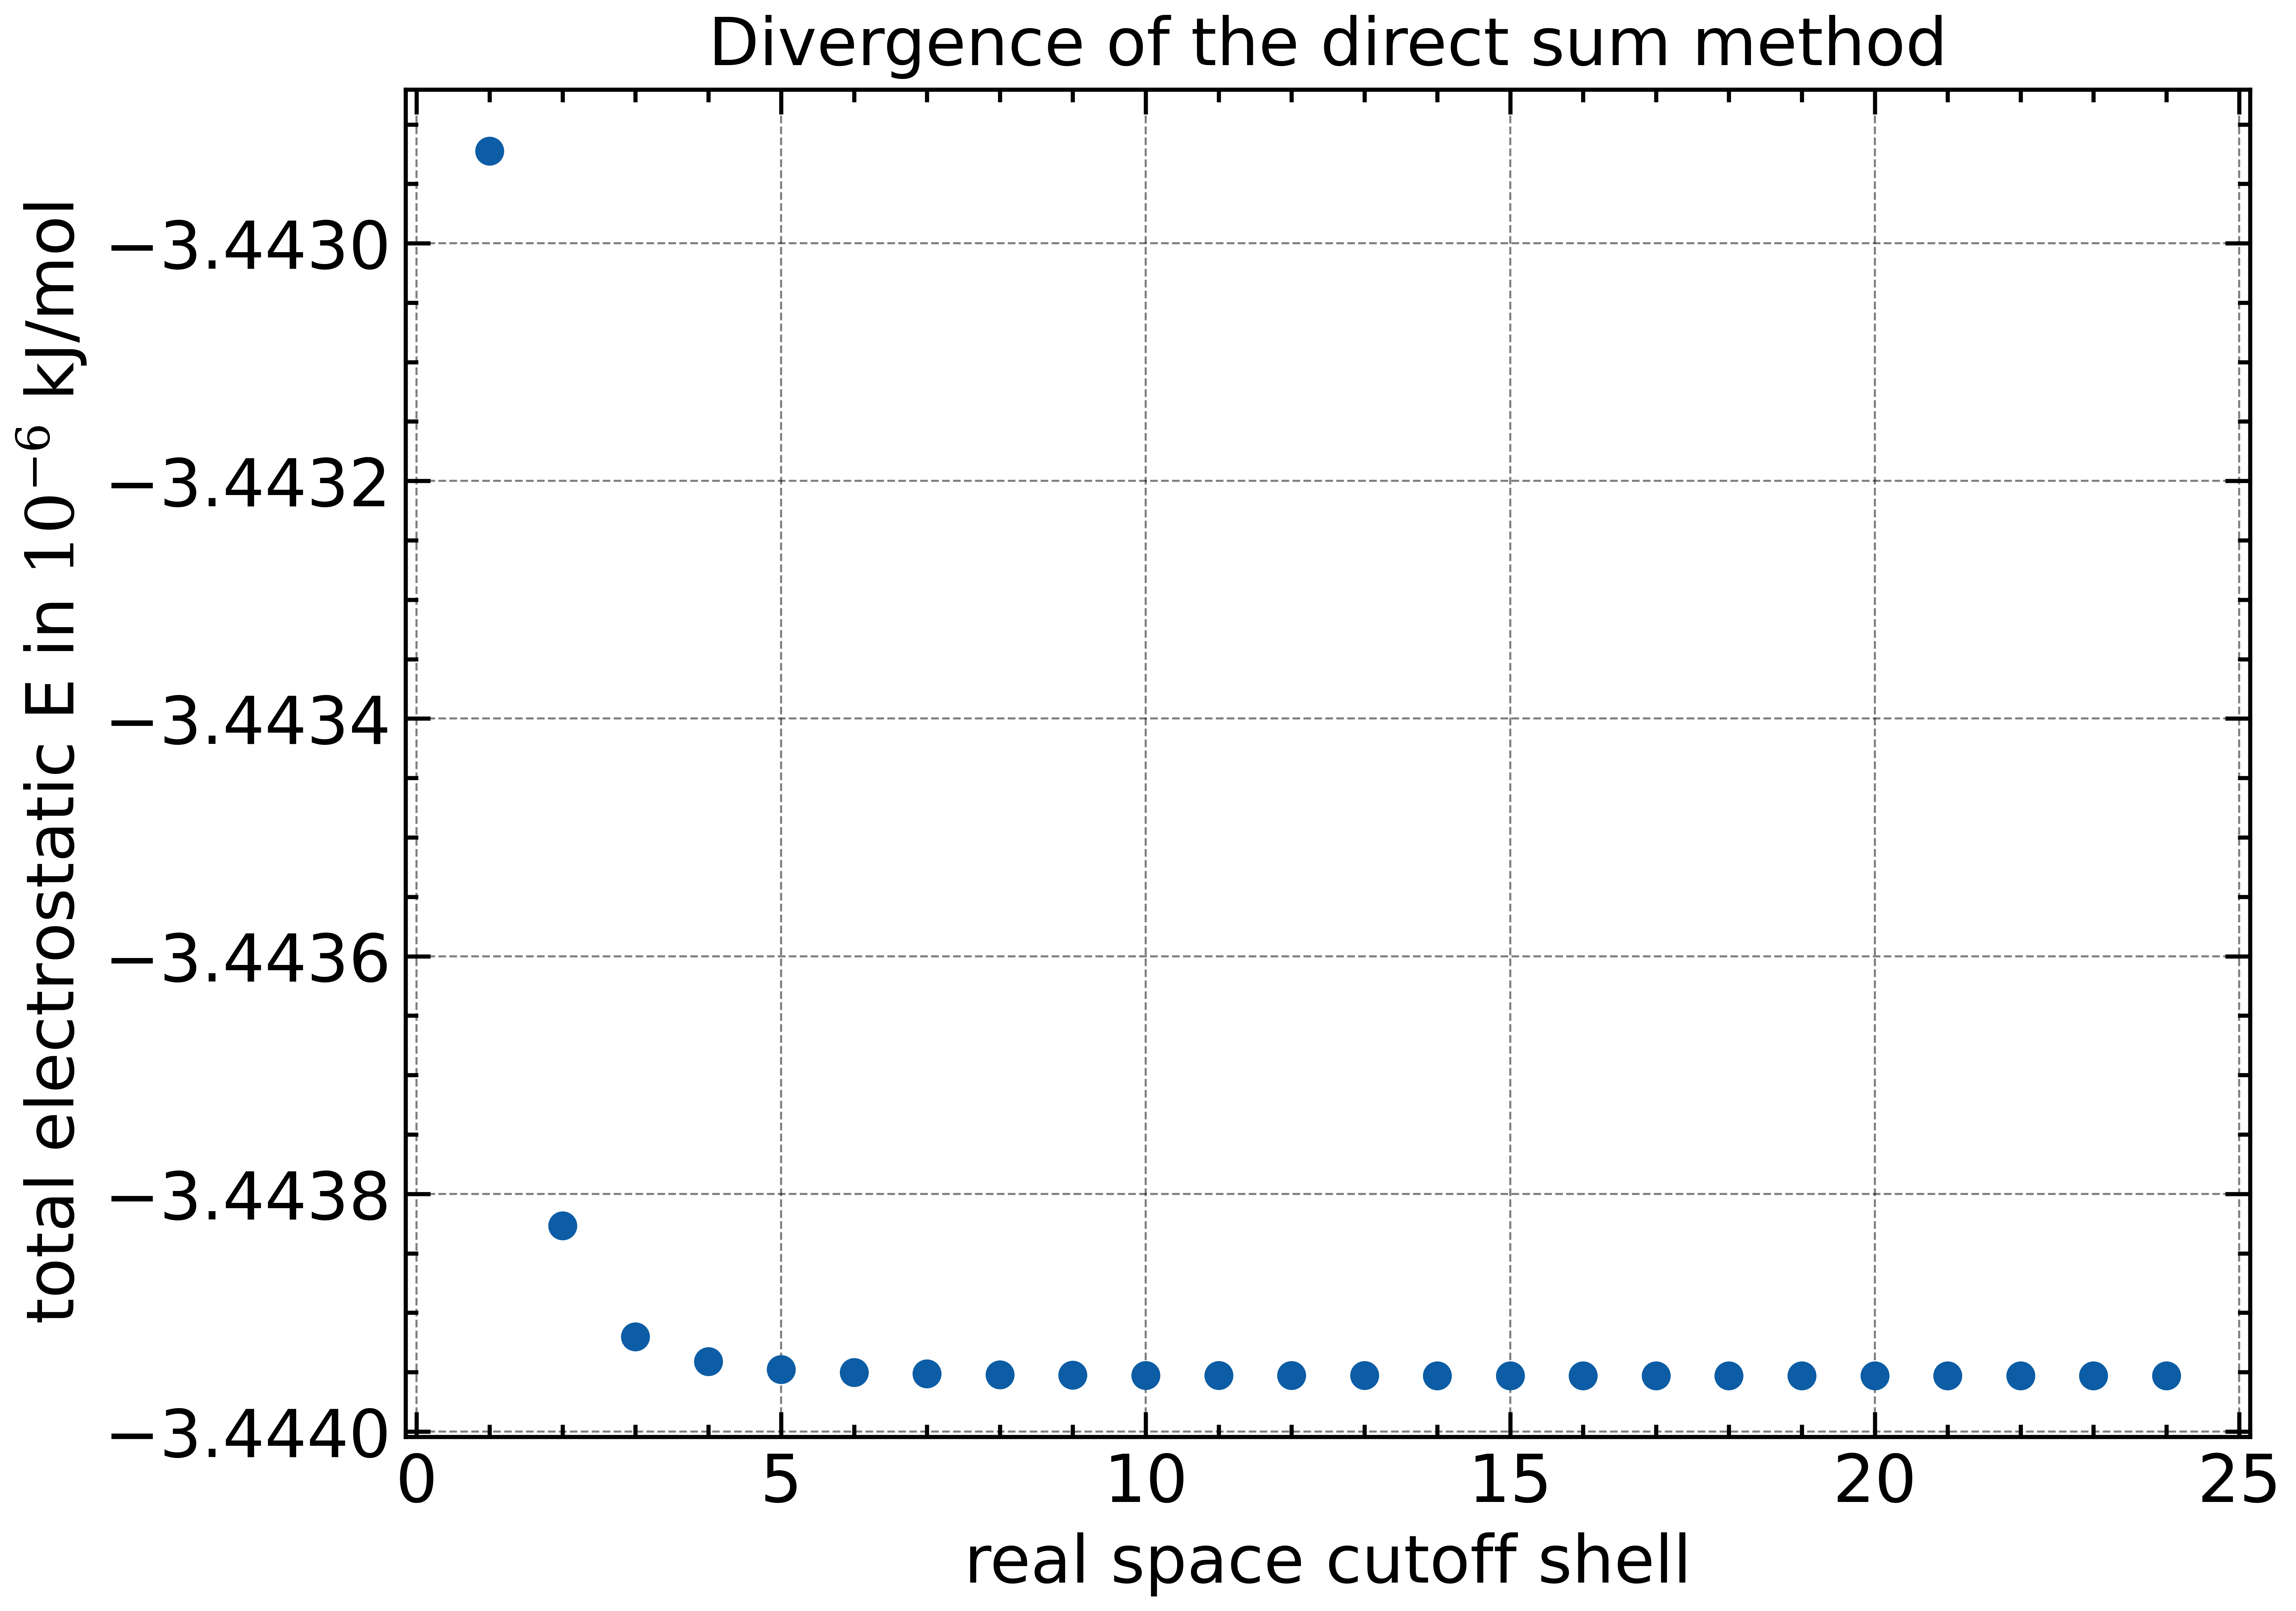 Divergence of the direct sum method
total electrostatic E in 10⁻⁶ kJ/mol
−3.4430
−3.4432
−3.4434
−3.4436
−3.4438
−3.4440
0 5 10 15 20 25
real space cutoff shell